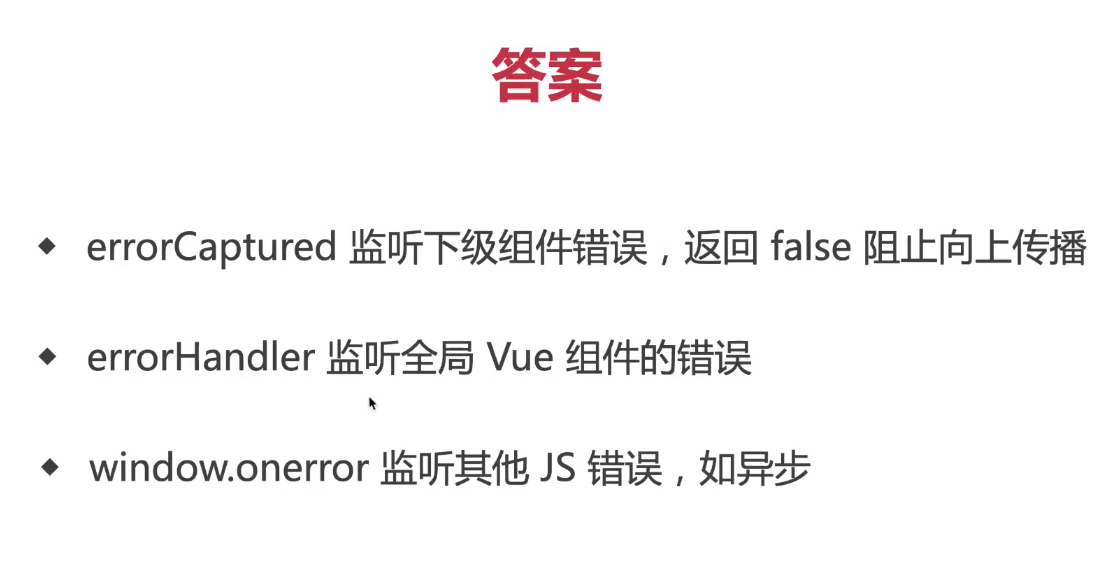 答案
◆ errorCaptured 监听下级组件错误，返回 false 阻止向上传播
◆ errorHandler 监听全局 Vue 组件的错误
◆ window.onerror 监听其他 JS 错误，如异步